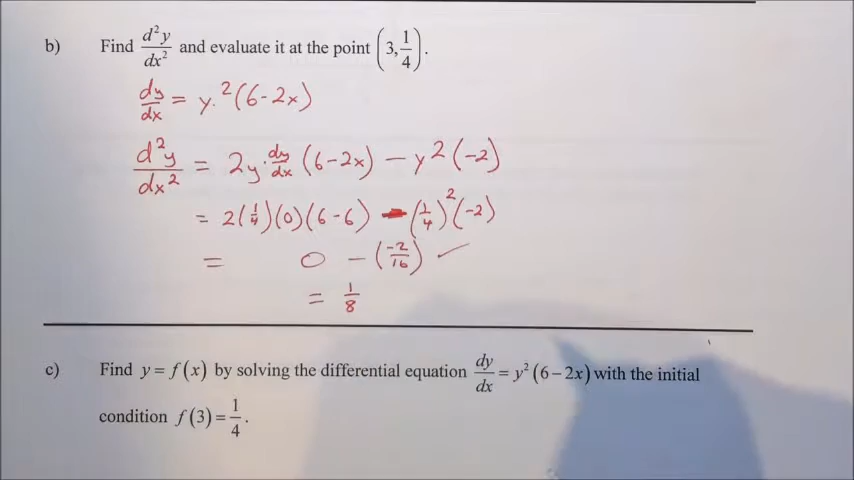 b) Find d²y/dx² and evaluate it at the point (3, 1/4).
dy/dx = y.²(6-2x)
d²y/dx² = 2y·dy/dx (6-2x) - y²(-2)
= 2(1/4)(0)(6-6) - (1/4)²(-2)
= 0 - (-2/16) ✓
= 1/8
c) Find y = f(x) by solving the differential equation dy/dx = y²(6-2x) with the initial
condition f(3) = 1/4.